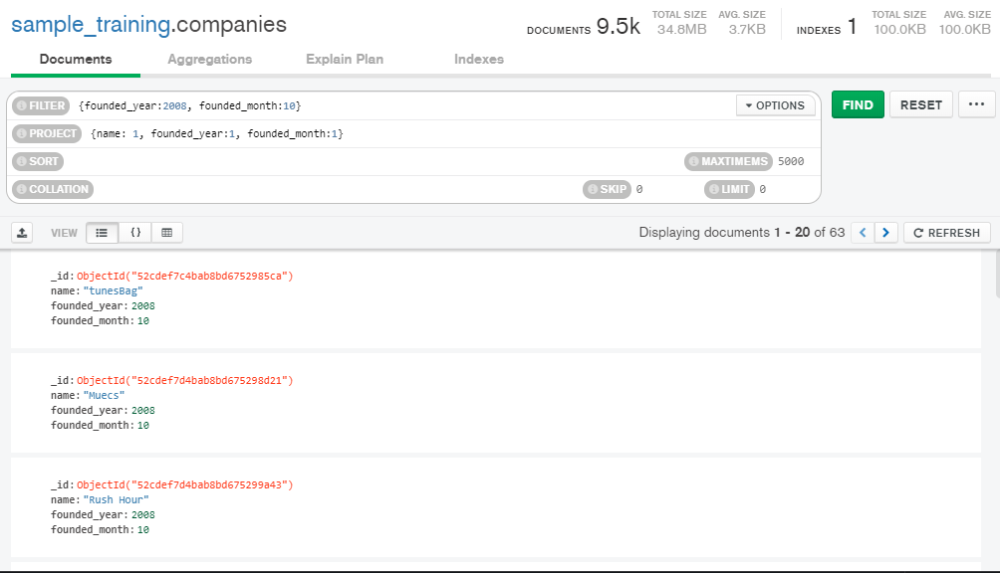 sample_training.companies
DOCUMENTS 9.5k TOTAL SIZE 34.8MB AVG. SIZE 3.7KB INDEXES 1 TOTAL SIZE 100.0KB AVG. SIZE 100.0KB
Documents Aggregations Explain Plan Indexes
FILTER {founded_year:2008, founded_month:10} OPTIONS FIND RESET ...
PROJECT {name: 1, founded_year:1, founded_month:1}
SORT MAXTIMEMS 5000
COLLATION SKIP 0 LIMIT 0
VIEW {} Displaying documents 1 - 20 of 63 < > REFRESH
_id: ObjectId("52cdef7c4bab8bd6752985ca")
name: "tunesBag"
founded_year: 2008
founded_month: 10
_id: ObjectId("52cdef7d4bab8bd675298d21")
name: "Muecs"
founded_year: 2008
founded_month: 10
_id: ObjectId("52cdef7d4bab8bd675299a43")
name: "Rush Hour"
founded_year: 2008
founded_month: 10